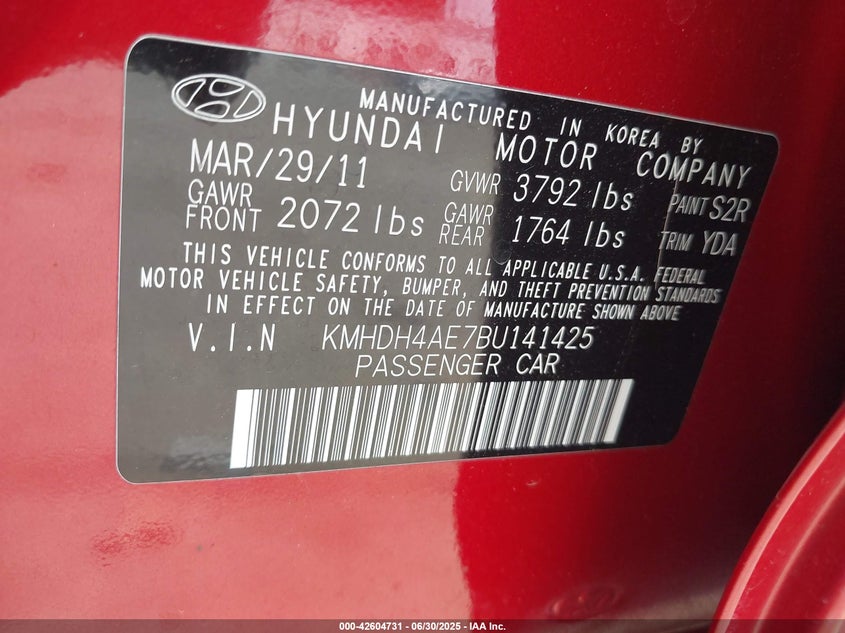 MANUFACTURED IN KOREA BY
HYUNDAI MOTOR COMPANY
MAR/29/11 GVWR 3792 lbs PAINT S2R
GAWR FRONT 2072 lbs GAWR REAR 1764 lbs TRIM YDA
THIS VEHICLE CONFORMS TO ALL APPLICABLE U.S.A. FEDERAL
MOTOR VEHICLE SAFETY, BUMPER, AND THEFT PREVENTION STANDARDS
IN EFFECT ON THE DATE OF MANUFACTURE SHOWN ABOVE
V.I.N KMHDH4AE7BU141425
PASSENGER CAR
000-42604731 - 06/30/2025 - IAA Inc.